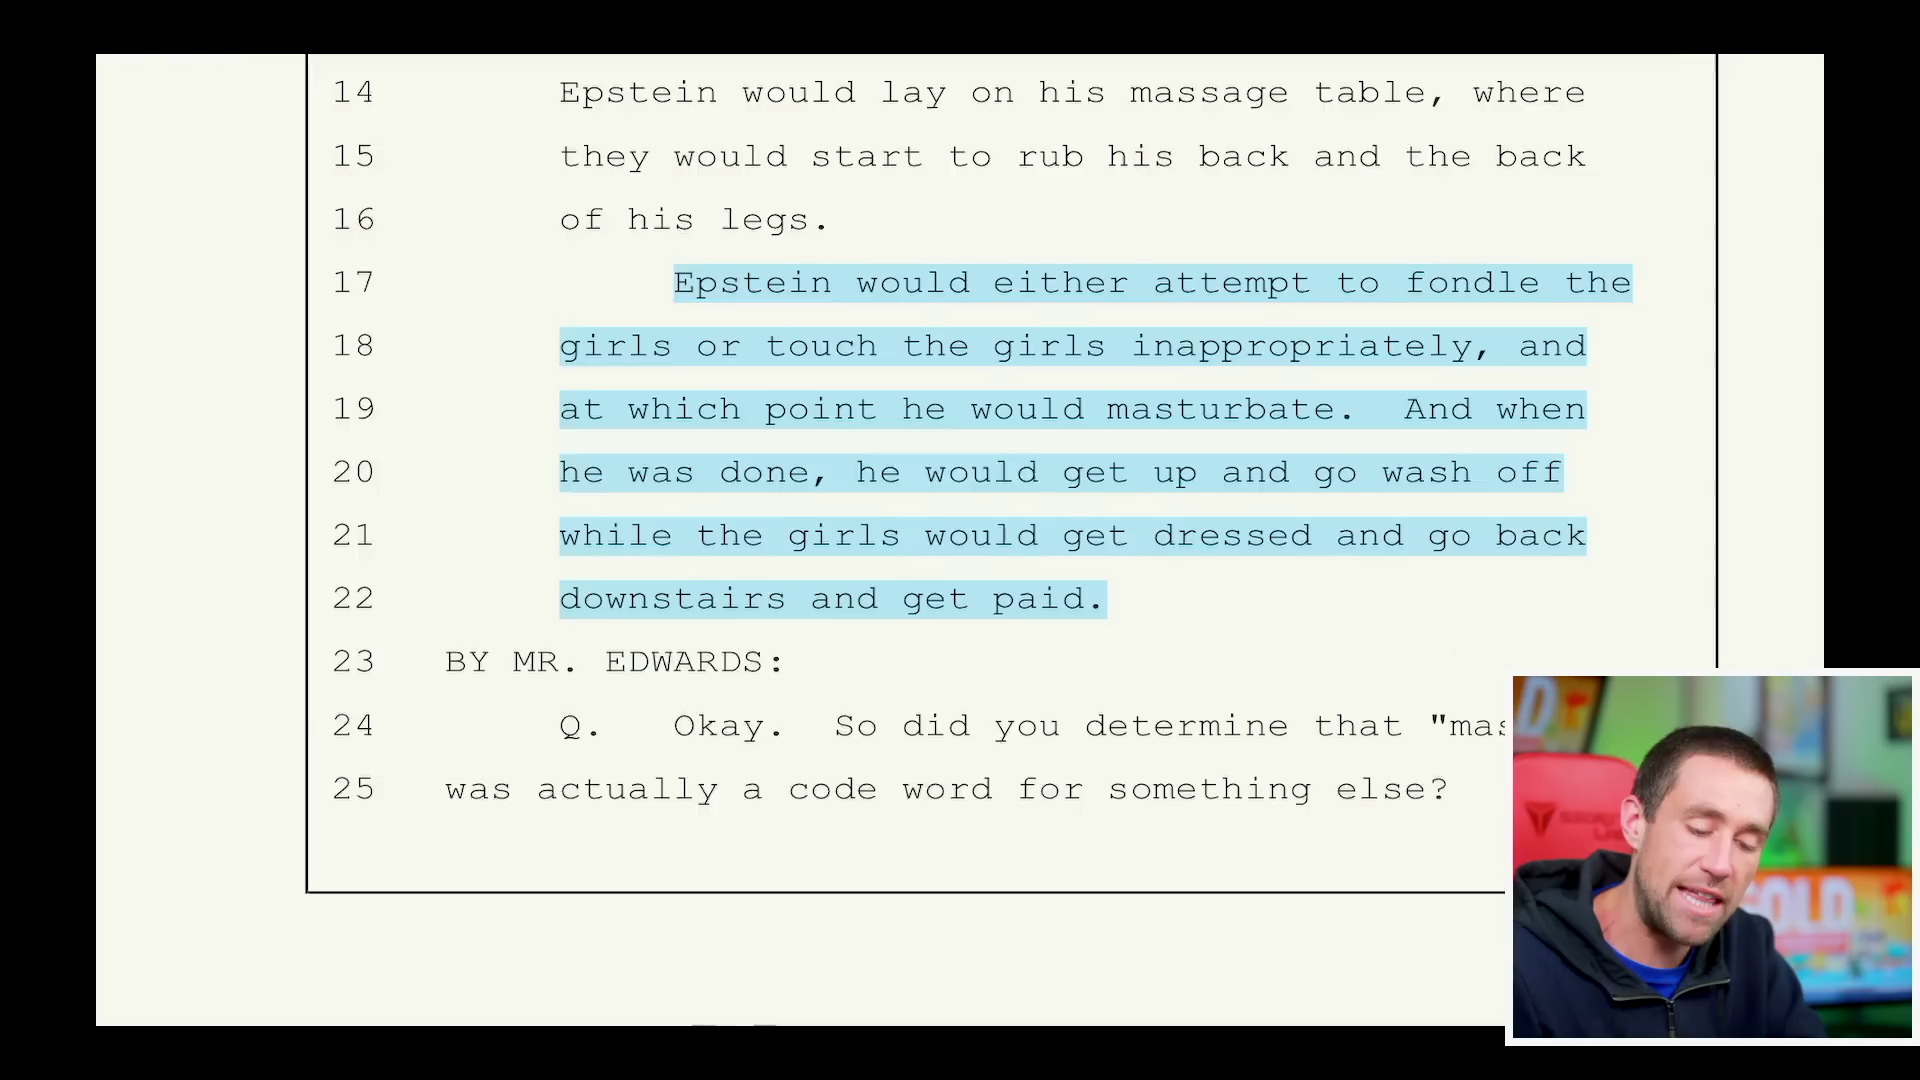 14 Epstein would lay on his massage table, where
15 they would start to rub his back and the back
16 of his legs.
17 Epstein would either attempt to fondle the
18 girls or touch the girls inappropriately, and
19 at which point he would masturbate. And when
20 he was done, he would get up and go wash off
21 while the girls would get dressed and go back
22 downstairs and get paid.
23 BY MR. EDWARDS:
24 Q. Okay. So did you determine that "mas
25 was actually a code word for something else?